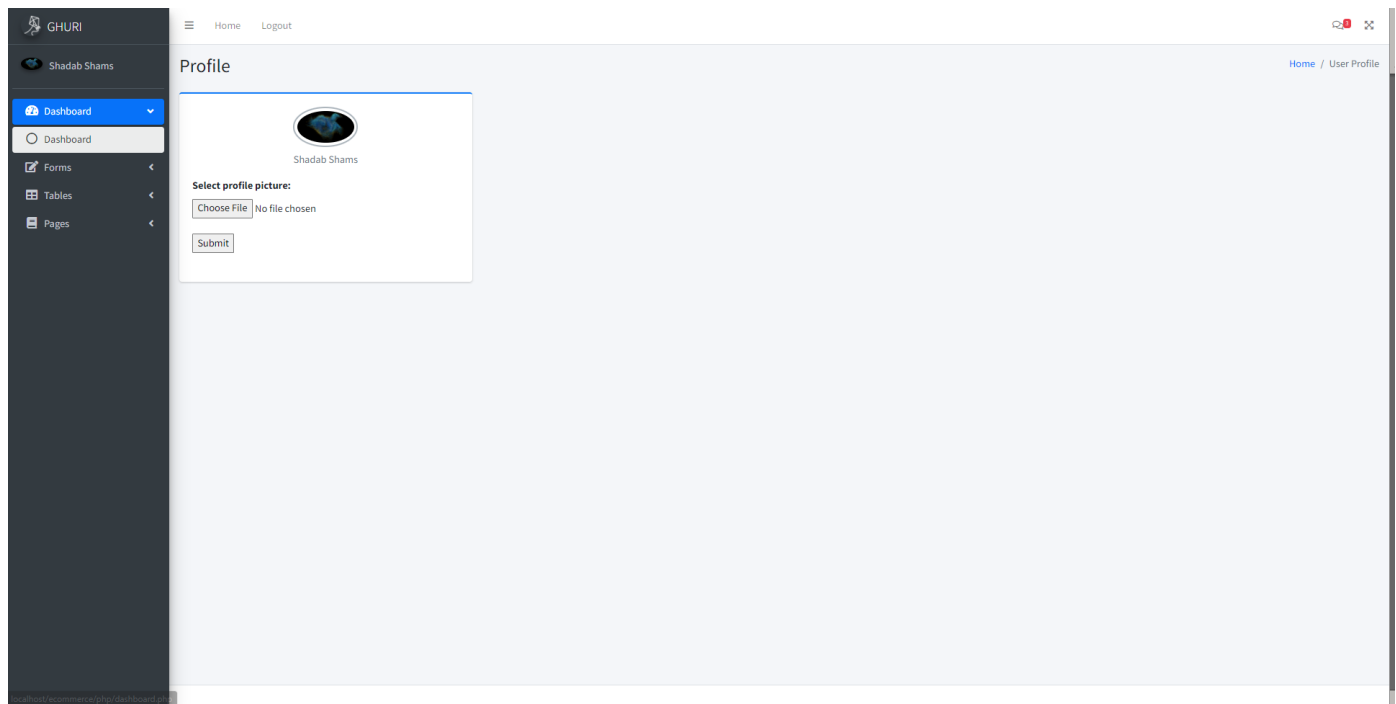 GHURI
Home Logout
3
Shadab Shams
Profile
Home / User Profile
Dashboard
Dashboard
Forms
Tables
Pages
Shadab Shams
Select profile picture:
Choose File No file chosen
Submit
localhost/ecommerce/php/dashboard.php